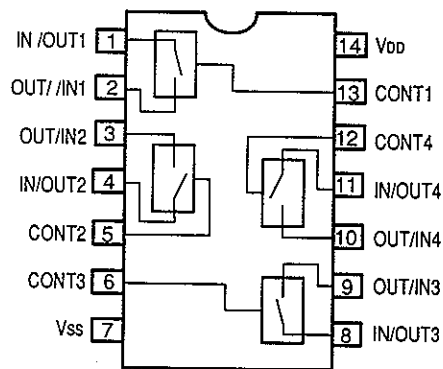 IN /OUT1 1
OUT/ /IN1 2
OUT/IN2 3
IN/OUT2 4
CONT2 5
CONT3 6
Vss 7
14 VDD
13 CONT1
12 CONT4
11 IN/OUT4
10 OUT/IN4
9 OUT/IN3
8 IN/OUT3